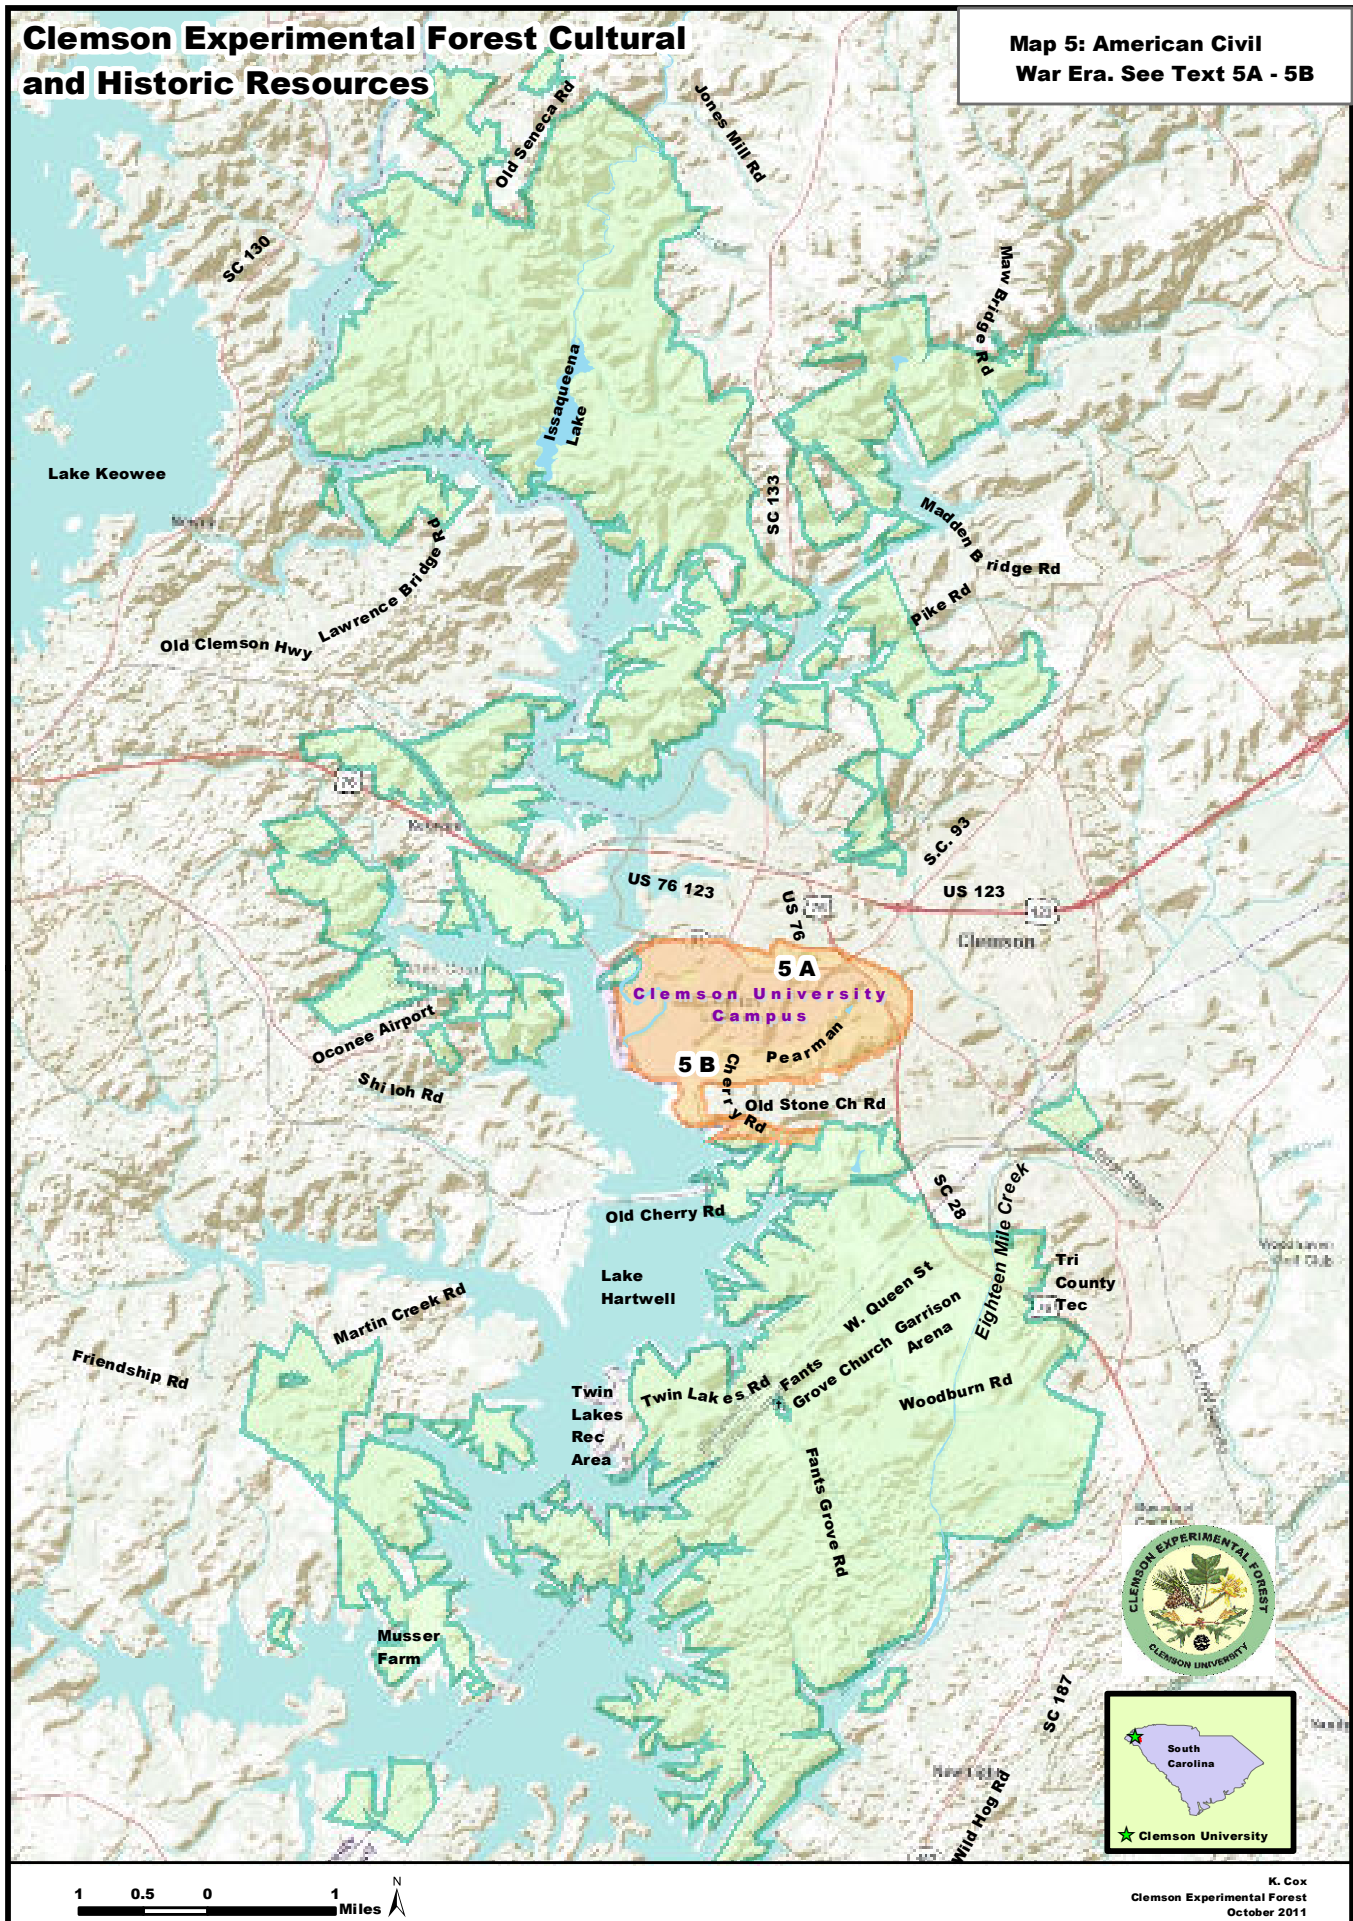 Clemson Experimental Forest Cultural
and Historic Resources
Map 5: American Civil
War Era. See Text 5A - 5B
Old Seneca Rd
Jones Mill Rd
SC 130
Maw Bridge Rd
Issaqueena
Lake
Lake Keowee
SC 133
Lawrence Bridge Rd
Madden Bridge Rd
Pike Rd
Old Clemson Hwy
76
S.C. 93
US 76 123
US 76
76
US 123
123
Clemson
5 A
Clemson University
Campus
Pearman
Oconee Airport
5 B
Cherry Rd
Shiloh Rd
Old Stone Ch Rd
SC 28
Eighteen Mile Creek
Old Cherry Rd
Tri
County
Tec
Lake
Hartwell
W. Queen St
Martin Creek Rd
Garrison
Arena
Friendship Rd
Fants
Grove Church
Twin Lakes Rd
Woodburn Rd
Twin
Lakes
Rec
Area
Fants Grove Rd
CLEMSON EXPERIMENTAL FOREST
CLEMSON UNIVERSITY
Musser
Farm
SC 187
South
Carolina
Wild Hog Rd
Clemson University
1 0.5 0 1
Miles
N
K. Cox
Clemson Experimental Forest
October 2011